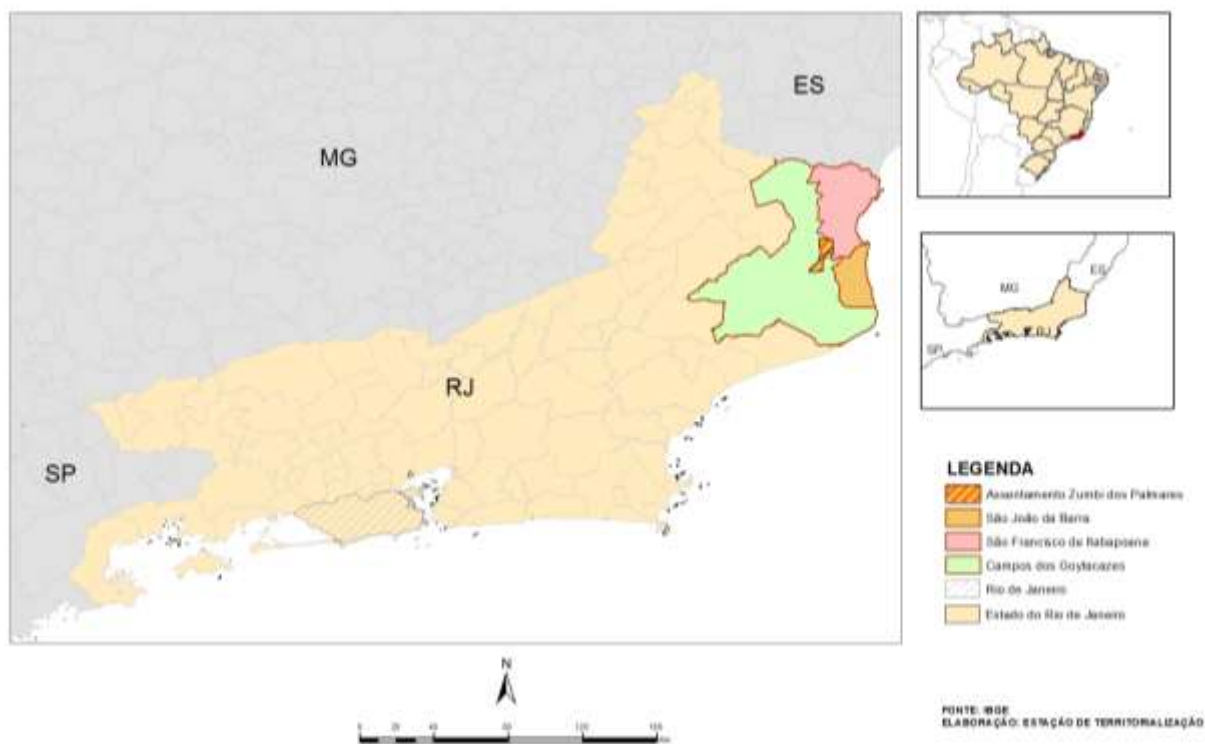 ES
MG
RJ
SP
N
ES
MG
RJ
SP
LEGENDA
Assentamento Zumbi dos Palmares
São João da Barra
São Francisco de Itabapoana
Campos dos Goytacazes
Rio de Janeiro
Estado do Rio de Janeiro
FONTE: IBGE
ELABORAÇÃO: ESTAÇÃO DE TERRITORIALIZAÇÃO